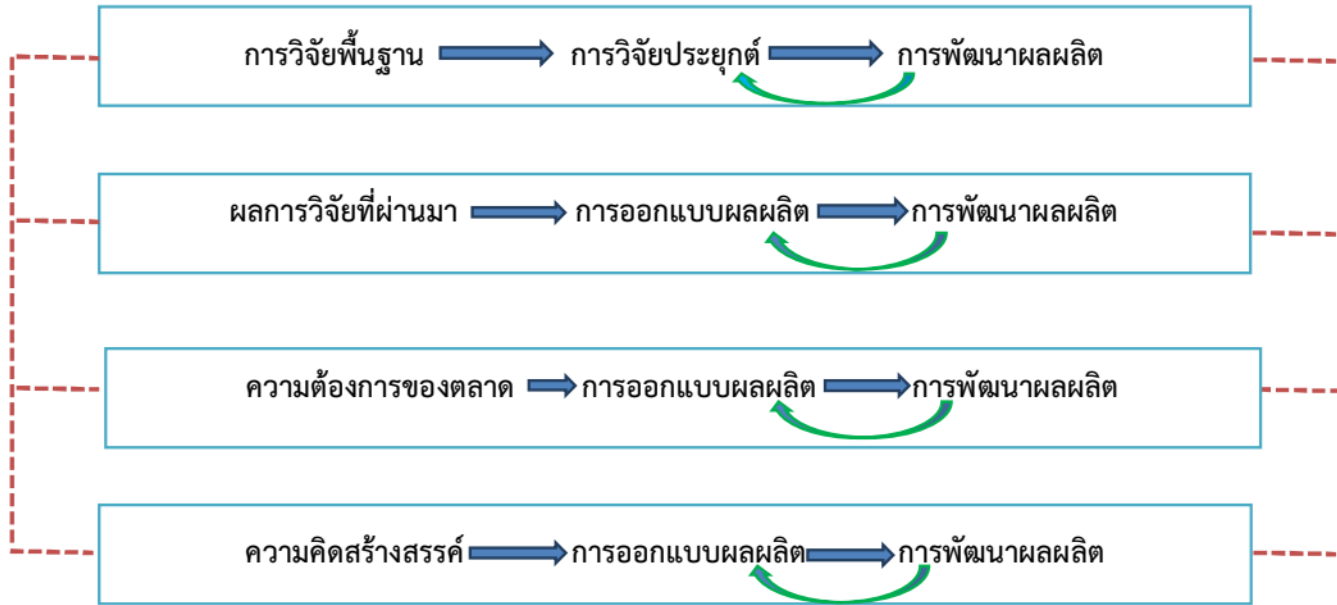 การวิจัยพื้นฐาน การวิจัยประยุกต์ การพัฒนาผลผลิต
ผลการวิจัยที่ผ่านมา การออกแบบผลผลิต การพัฒนาผลผลิต
ความต้องการของตลาด การออกแบบผลผลิต การพัฒนาผลผลิต
ความคิดสร้างสรรค์ การออกแบบผลผลิต การพัฒนาผลผลิต